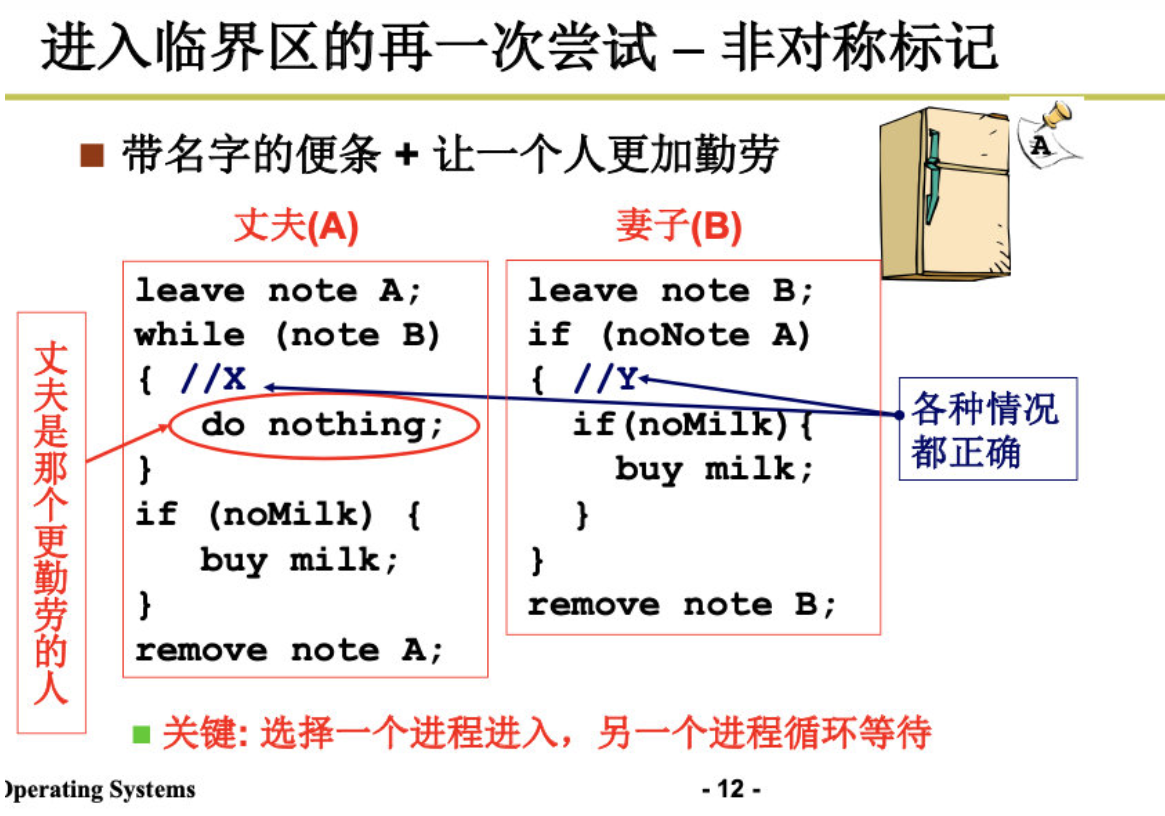 进入临界区的再一次尝试 – 非对称标记
带名字的便条 + 让一个人更加勤劳
A
丈夫(A)
leave note A;
while (note B)
{ //X
do nothing;
}
if (noMilk) {
buy milk;
}
remove note A;
妻子(B)
leave note B;
if (noNote A)
{ //Y
if(noMilk){
buy milk;
}
}
remove note B;
丈夫是那个更勤劳的人
各种情况
都正确
关键: 选择一个进程进入，另一个进程循环等待
Operating Systems
- 12 -